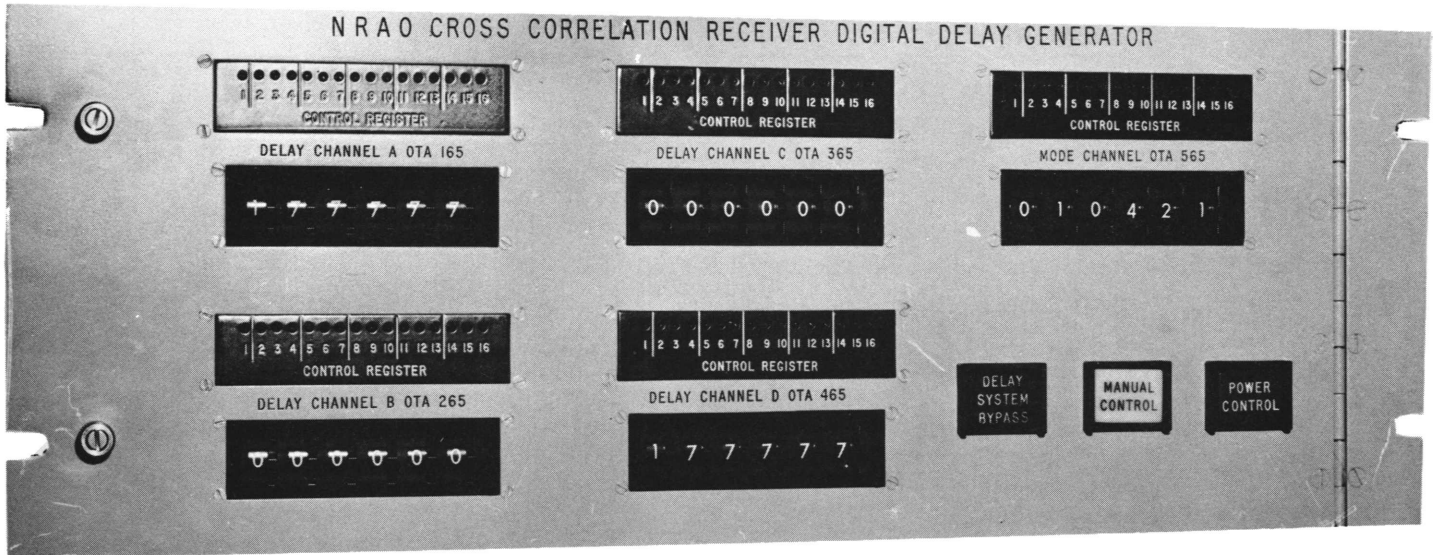 NRAO CROSS CORRELATION RECEIVER DIGITAL DELAY GENERATOR
1 2 3 4 5 6 7 8 9 10 11 12 13 14 15 16
CONTROL REGISTER
DELAY CHANNEL A OTA 165
1 7 7 7 7 7
1 2 3 4 5 6 7 8 9 10 11 12 13 14 15 16
CONTROL REGISTER
DELAY CHANNEL C OTA 365
0 0 0 0 0 0
1 2 3 4 5 6 7 8 9 10 11 12 13 14 15 16
CONTROL REGISTER
MODE CHANNEL OTA 565
0 1 0 4 2 1
1 2 3 4 5 6 7 8 9 10 11 12 13 14 15 16
CONTROL REGISTER
DELAY CHANNEL B OTA 265
0 0 0 0 0 0
1 2 3 4 5 6 7 8 9 10 11 12 13 14 15 16
CONTROL REGISTER
DELAY CHANNEL D OTA 465
1 7 7 7 7 7
DELAY
SYSTEM
BYPASS
MANUAL
CONTROL
POWER
CONTROL